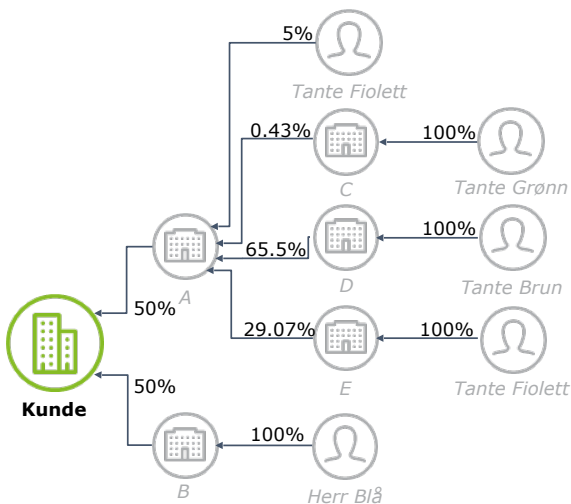 5%
Tante Fiolett
0.43%
100%
C
Tante Grønn
65.5%
100%
D
Tante Brun
A
50%
29.07%
100%
E
Tante Fiolett
Kunde
50%
100%
B
Herr Blå